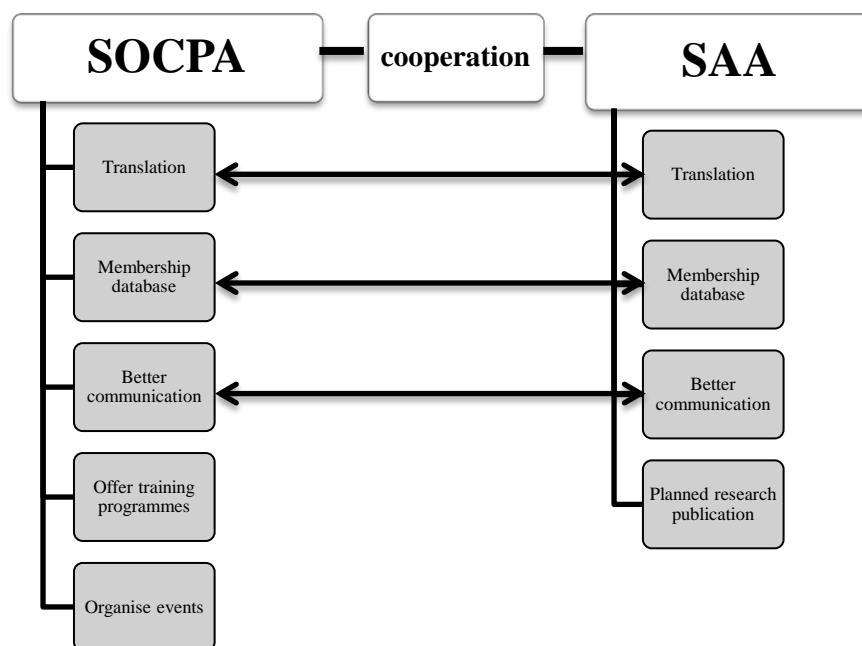 SOCPA
cooperation
SAA
Translation
Membership
database
Better
communication
Offer training
programmes
Organise events
Translation
Membership
database
Better
communication
Planned research
publication